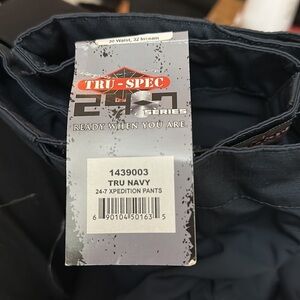 30 Waist, 32 Inseam
TRU-SPEC
24-7
SERIES
READY WHEN YOU ARE
1439003
TRU NAVY
24-7 XPEDITION PANTS
6 90104 50163 5